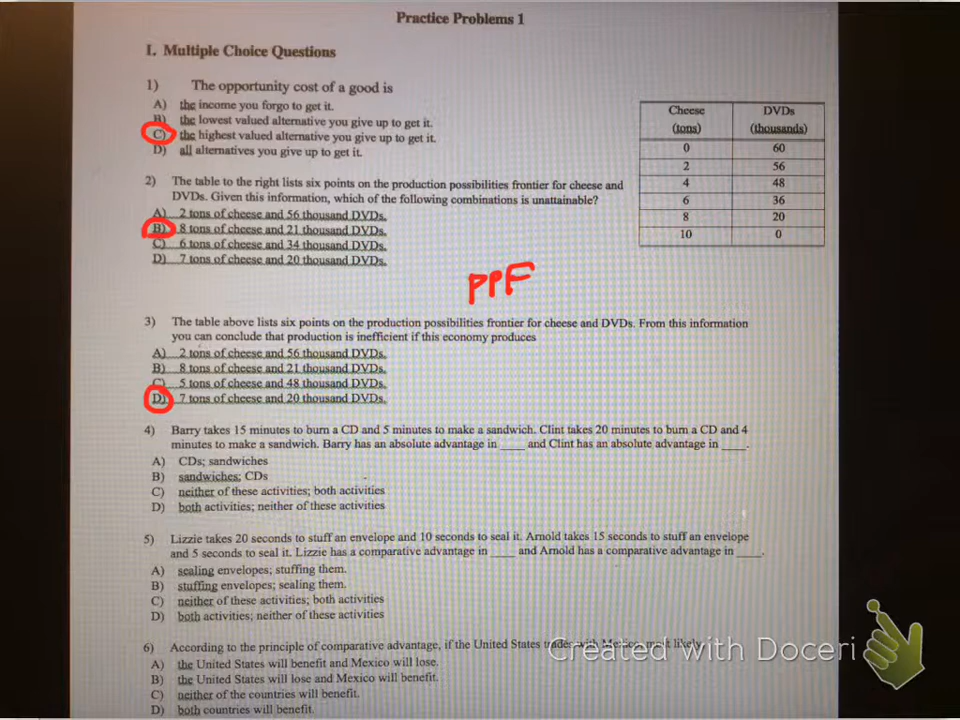 Practice Problems 1
I. Multiple Choice Questions
1) The opportunity cost of a good is
A) the income you forgo to get it.
B) the lowest valued alternative you give up to get it.
C) the highest valued alternative you give up to get it.
D) all alternatives you give up to get it.
2) The table to the right lists six points on the production possibilities frontier for cheese and
DVDs. Given this information, which of the following combinations is unattainable?
A) 2 tons of cheese and 56 thousand DVDs.
B) 8 tons of cheese and 21 thousand DVDs.
C) 6 tons of cheese and 34 thousand DVDs.
D) 7 tons of cheese and 20 thousand DVDs.
Cheese DVDs
(tons) (thousands)
0 60
2 56
4 48
6 36
8 20
10 0
PPF
3) The table above lists six points on the production possibilities frontier for cheese and DVDs. From this information
you can conclude that production is inefficient if this economy produces
A) 2 tons of cheese and 56 thousand DVDs.
B) 8 tons of cheese and 21 thousand DVDs.
C) 5 tons of cheese and 48 thousand DVDs.
D) 7 tons of cheese and 20 thousand DVDs.
4) Barry takes 15 minutes to burn a CD and 5 minutes to make a sandwich. Clint takes 20 minutes to burn a CD and 4
minutes to make a sandwich. Barry has an absolute advantage in ____ and Clint has an absolute advantage in ____.
A) CDs; sandwiches
B) sandwiches; CDs
C) neither of these activities; both activities
D) both activities; neither of these activities
5) Lizzie takes 20 seconds to stuff an envelope and 10 seconds to seal it. Arnold takes 15 seconds to stuff an envelope
and 5 seconds to seal it. Lizzie has a comparative advantage in ____ and Arnold has a comparative advantage in ____.
A) sealing envelopes; stuffing them.
B) stuffing envelopes; sealing them.
C) neither of these activities; both activities
D) both activities; neither of these activities
6) According to the principle of comparative advantage, if the United States trades with Mexico, most likely
A) the United States will benefit and Mexico will lose.
B) the United States will lose and Mexico will benefit.
C) neither of the countries will benefit.
D) both countries will benefit.
Created with Doceri